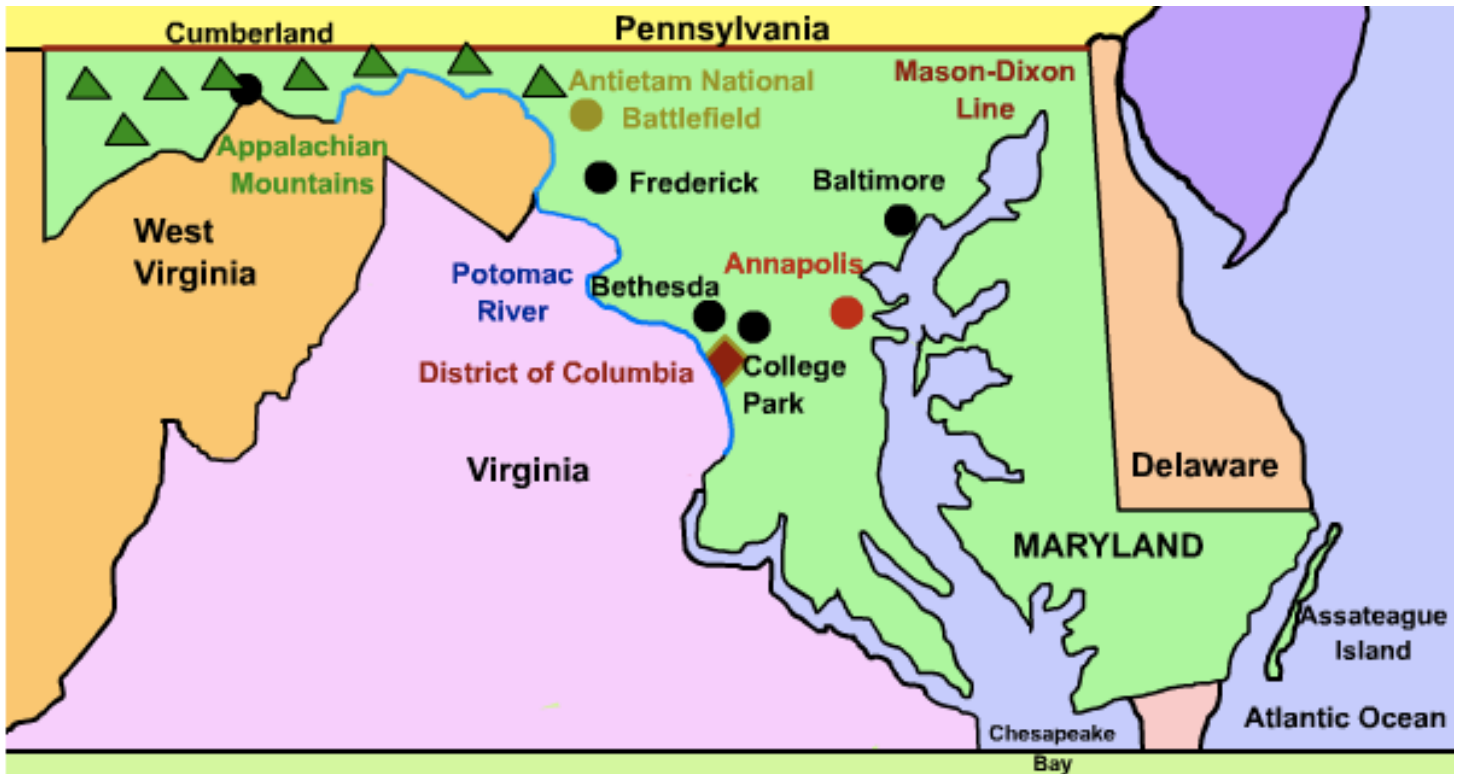 Cumberland
Pennsylvania
Antietam National
Battlefield
Mason-Dixon
Line
Appalachian
Mountains
Frederick
Baltimore
West
Virginia
Potomac
River
Bethesda
Annapolis
District of Columbia
College
Park
Virginia
Delaware
MARYLAND
Assateague
Island
Atlantic Ocean
Chesapeake
Bay